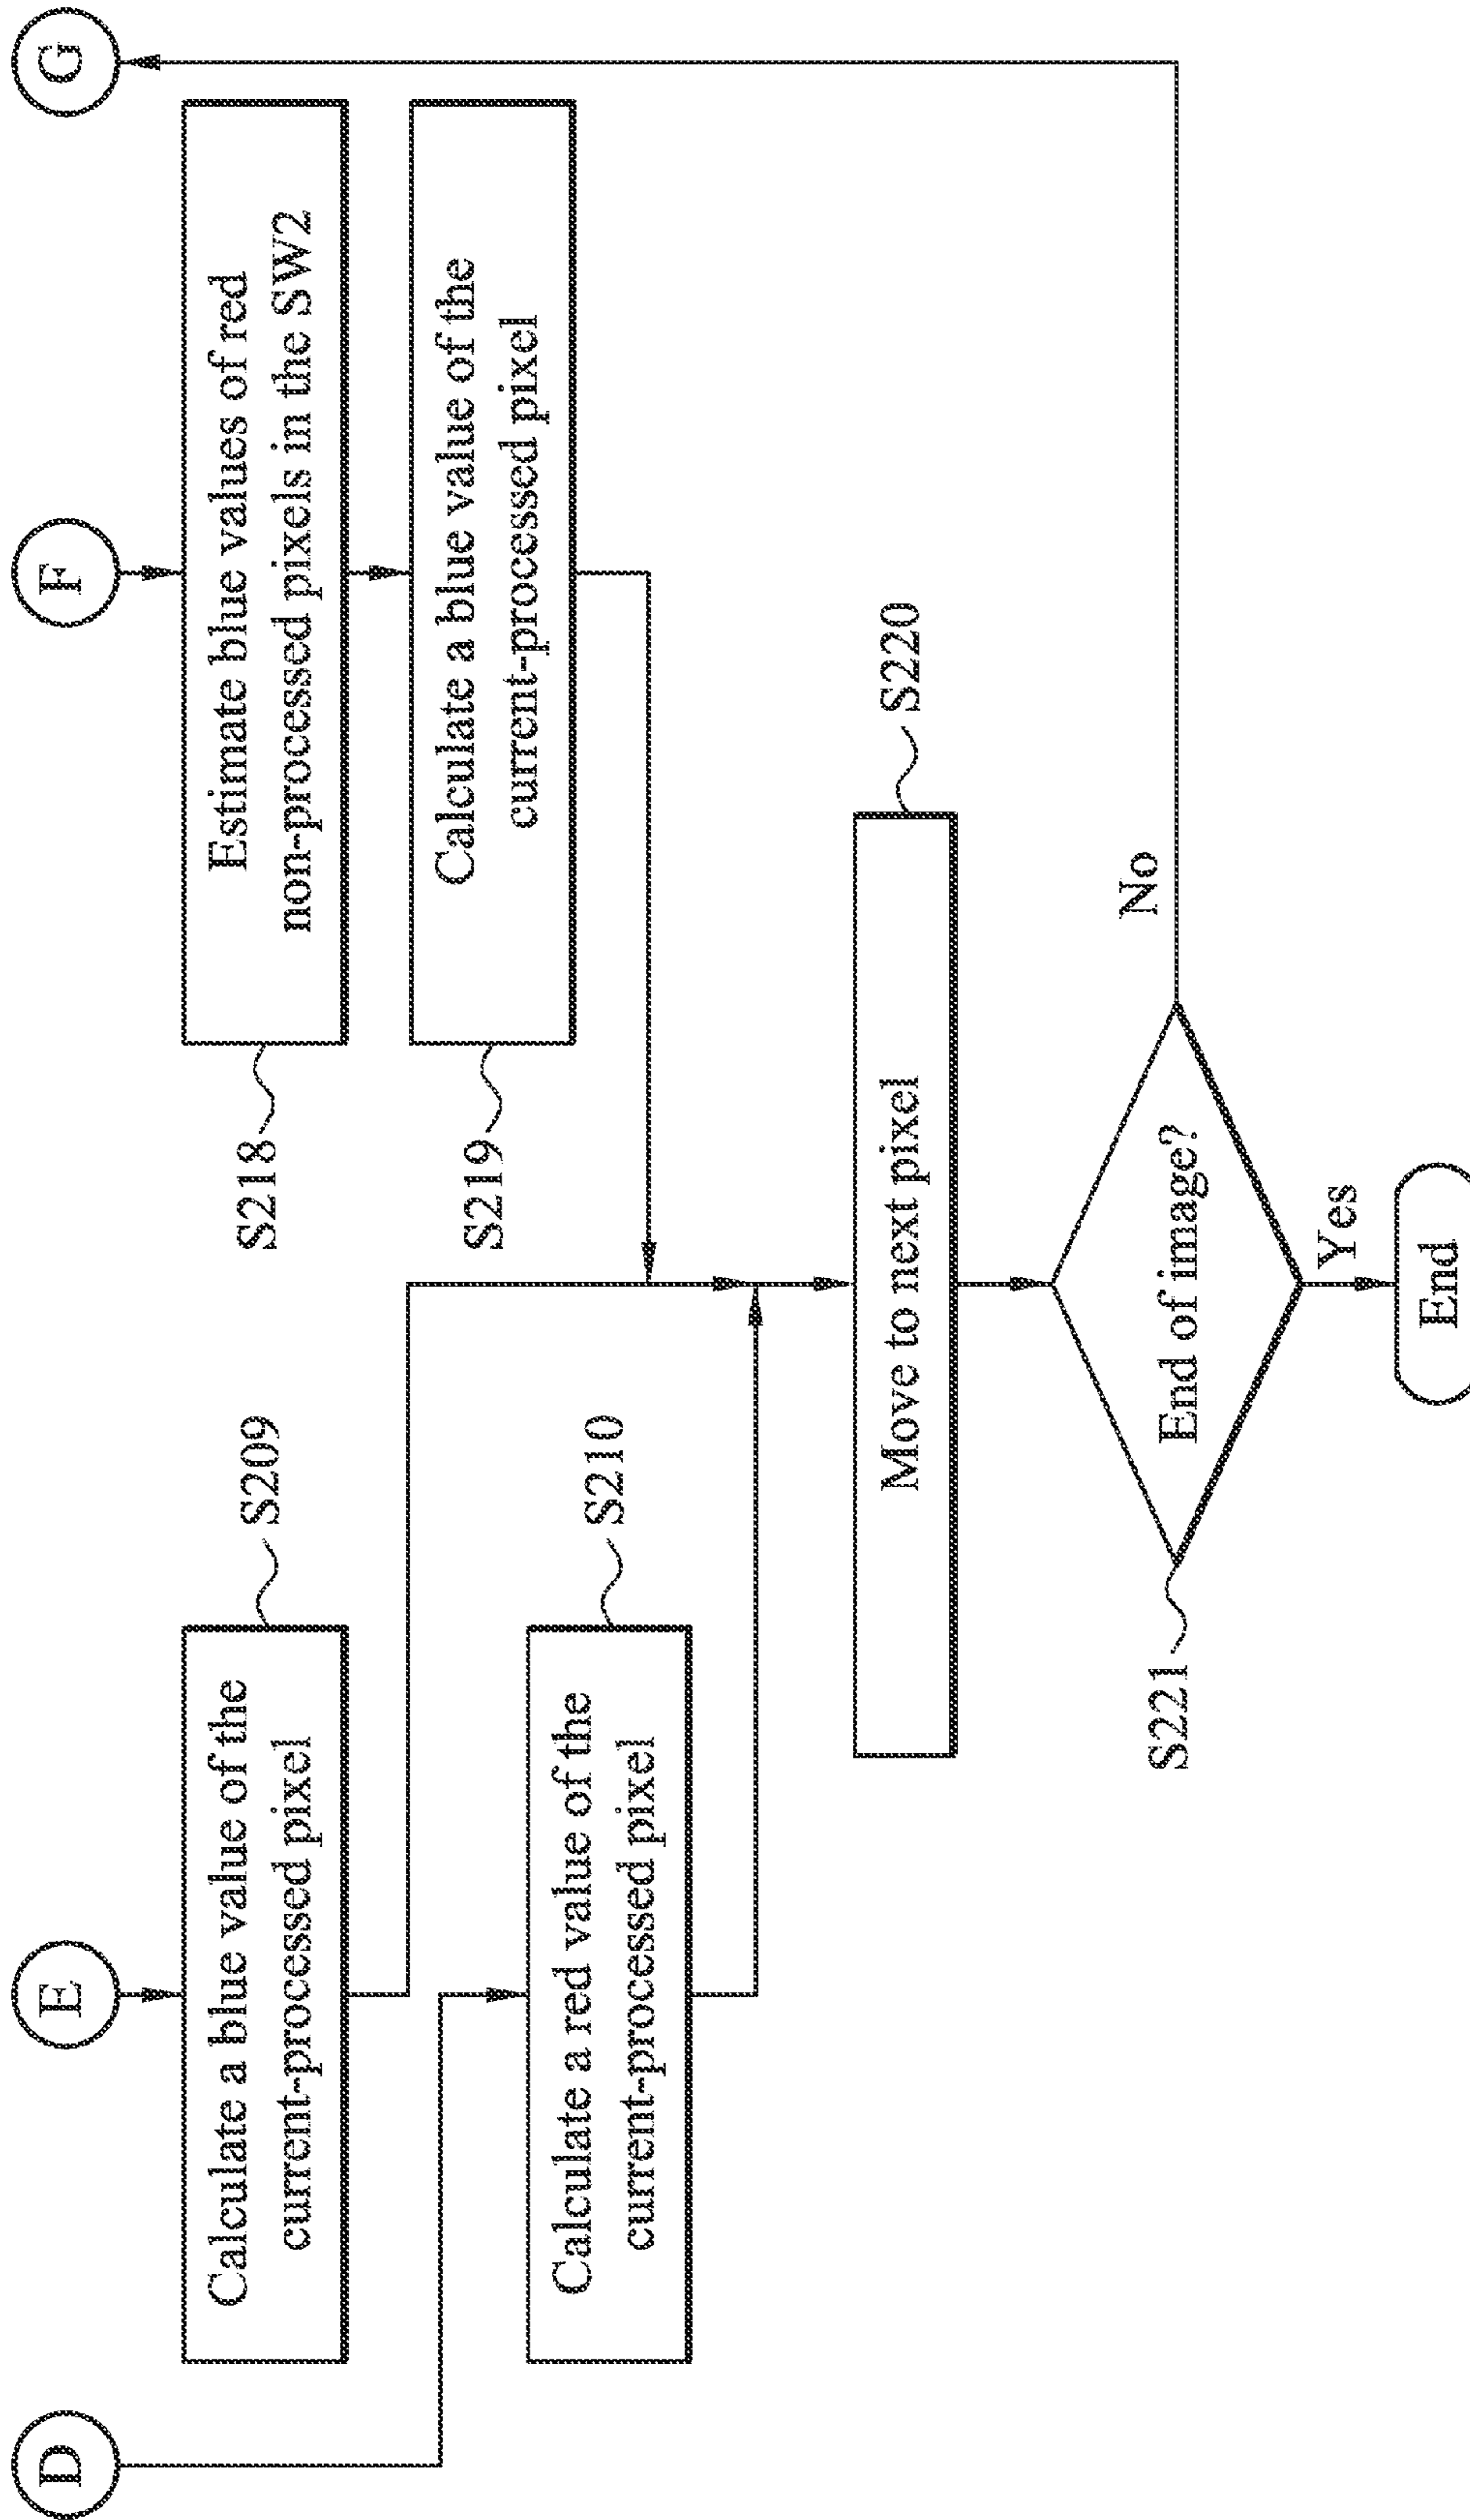 D
E
F
G
Calculate a blue value of the
current-processed pixel
S209
S218
Estimate blue values of red
non-processed pixels in the SW2
S219
Calculate a blue value of the
current-processed pixel
Calculate a red value of the
current-processed pixel
S210
Move to next pixel
S220
S221
End of image?
No
Yes
End